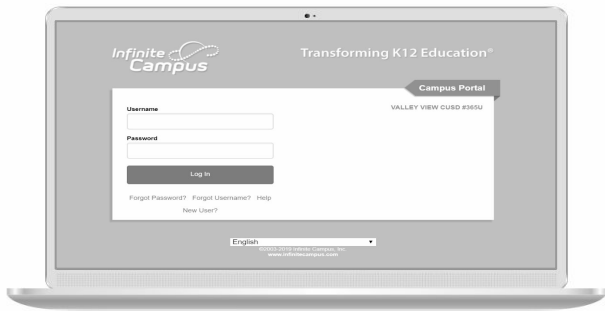 Infinite
Campus
Transforming K12 Education®
Campus Portal
VALLEY VIEW CUSD #365U
Username
Password
Log In
Forgot Password? Forgot Username? Help
New User?
English
©2003-2019 Infinite Campus, Inc.
www.infinitecampus.com